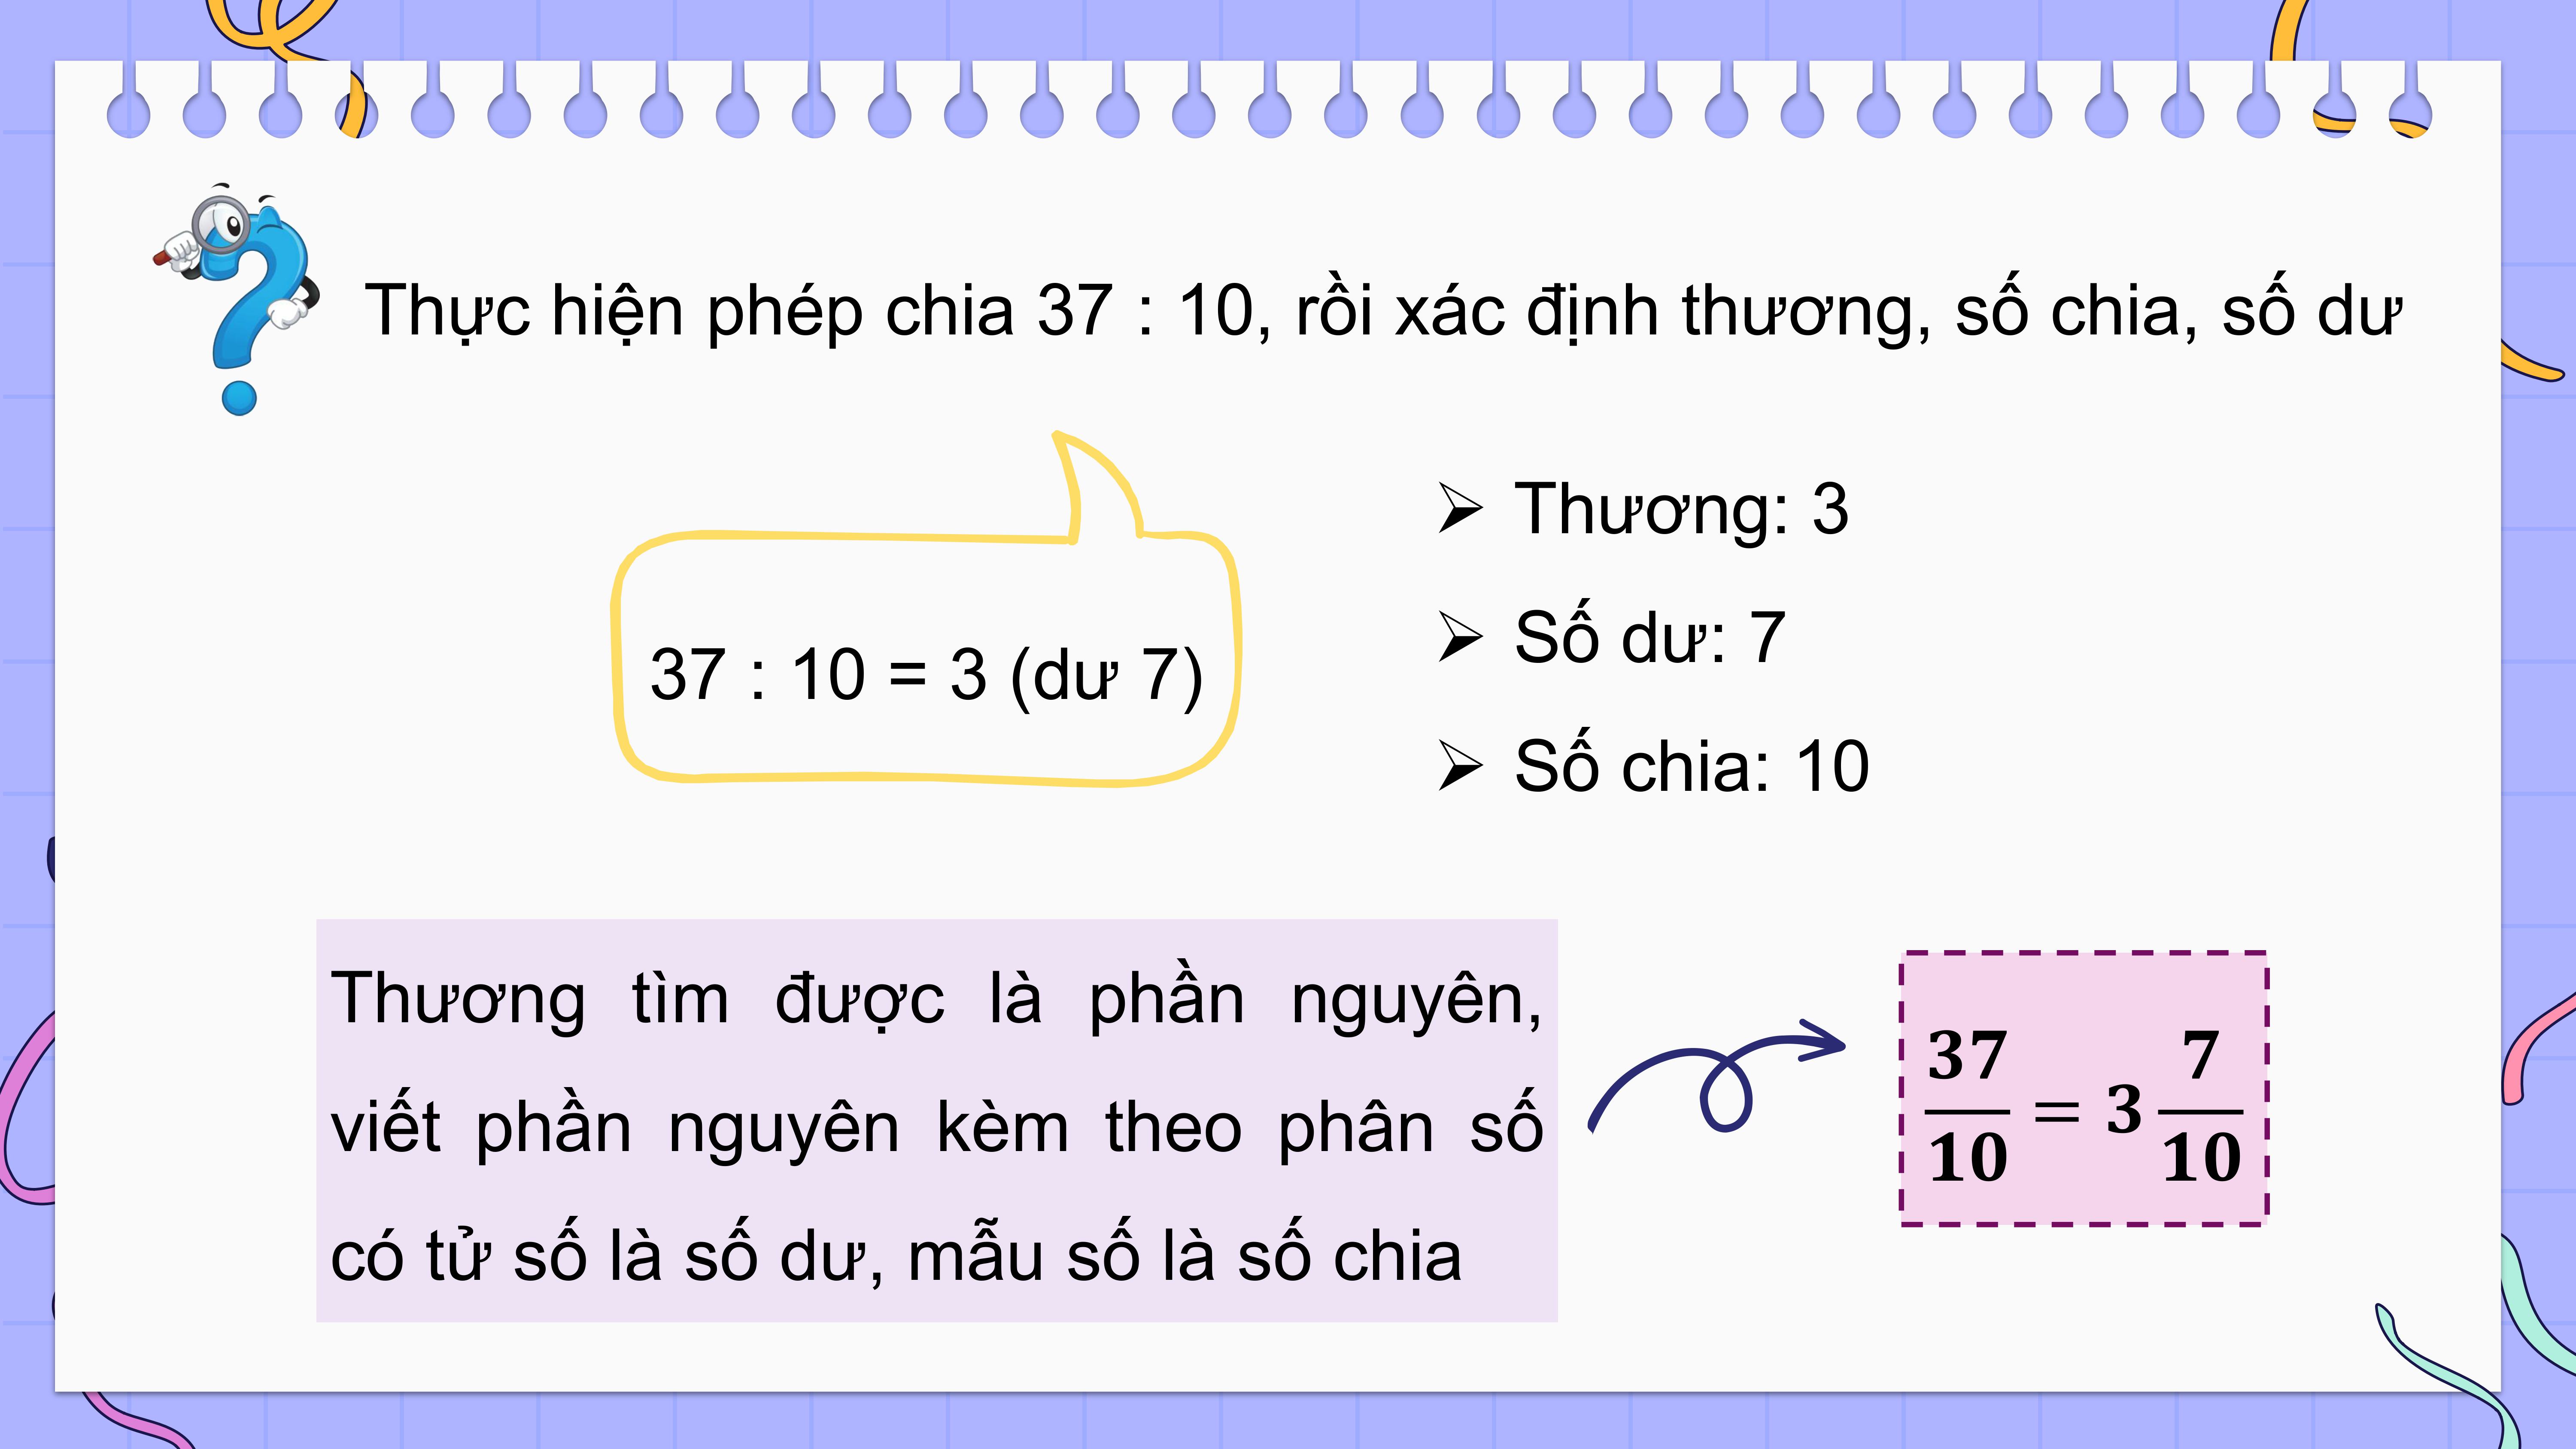 Thực hiện phép chia 37 : 10, rồi xác định thương, số chia, số dư
37 : 10 = 3 (dư 7)
➢ Thương: 3
➢ Số dư: 7
➢ Số chia: 10
Thương tìm được là phần nguyên,
viết phần nguyên kèm theo phân số
có tử số là số dư, mẫu số là số chia
37/10 = 3 7/10